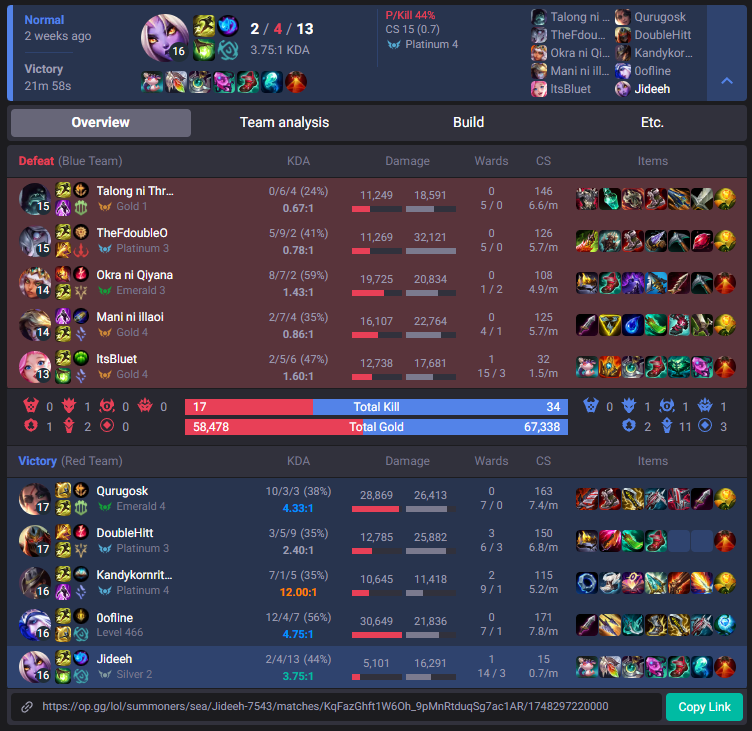 Normal
2 weeks ago
Victory
21m 58s
16
2 / 4 / 13
3.75:1 KDA
P/Kill 44%
CS 15 (0.7)
Platinum 4
Talong ni ... Qurugosk
TheFdou... DoubleHitt
Okra ni Qi... Kandykor...
Mani ni ill... 0ofline
ItsBluet Jideeh
Overview Team analysis Build Etc.
Defeat (Blue Team) KDA Damage Wards CS Items
15 Talong ni Thr... 0/6/4 (24%) 11,249 18,591 0 146
Gold 1 0.67:1 5 / 0 6.6/m
15 TheFdoubleO 5/9/2 (41%) 11,269 32,121 0 126
Platinum 3 0.78:1 5 / 0 5.7/m
14 Okra ni Qiyana 8/7/2 (59%) 19,725 20,834 0 108
Emerald 3 1.43:1 1 / 2 4.9/m
14 Mani ni illaoi 2/7/4 (35%) 16,107 22,764 0 125
Gold 4 0.86:1 4 / 1 5.7/m
13 ItsBluet 2/5/6 (47%) 12,738 17,681 1 32
Gold 4 1.60:1 15 / 3 1.5/m
0 1 0 0 17 Total Kill 34 0 1 1 1
1 2 0 58,478 Total Gold 67,338 2 11 3
Victory (Red Team) KDA Damage Wards CS Items
17 Qurugosk 10/3/3 (38%) 28,869 26,413 0 163
Emerald 4 4.33:1 7 / 0 7.4/m
17 DoubleHitt 3/5/9 (35%) 12,785 25,882 3 150
Platinum 3 2.40:1 6 / 3 6.8/m
16 Kandykornrit... 7/1/5 (35%) 10,645 11,418 2 115
Platinum 4 12.00:1 9 / 1 5.2/m
16 0ofline 12/4/7 (56%) 30,649 21,836 0 171
Level 466 4.75:1 7 / 1 7.8/m
16 Jideeh 2/4/13 (44%) 5,101 16,291 1 15
Silver 2 3.75:1 14 / 3 0.7/m
https://op.gg/lol/summoners/sea/Jideeh-7543/matches/KqFazGhft1W6Oh_9pMnRtduqSg7ac1AR/1748297220000 Copy Link